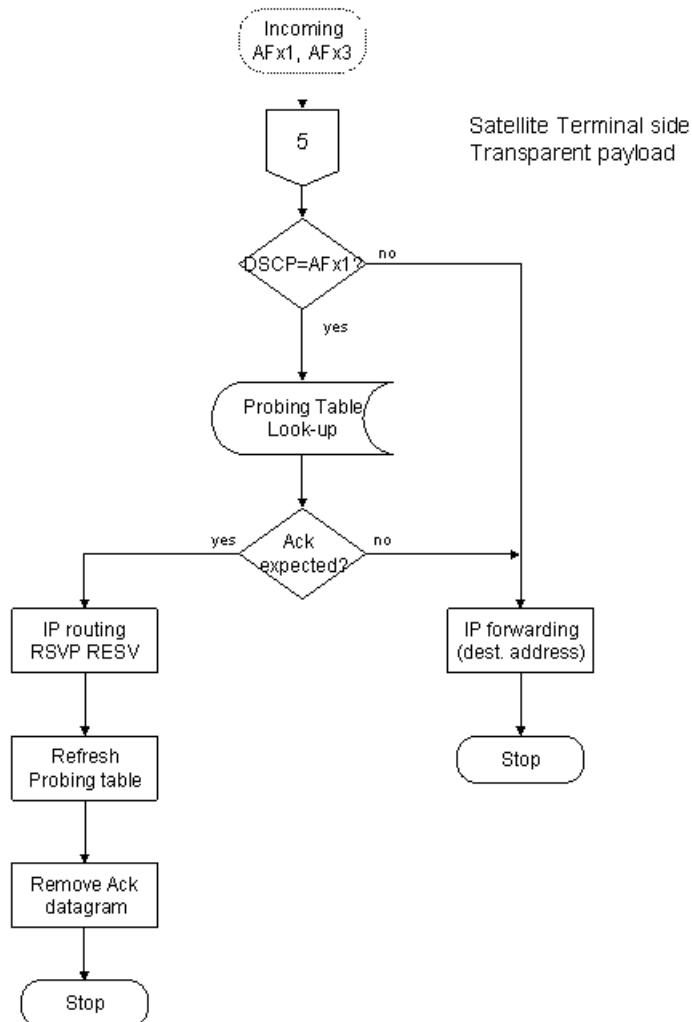 Incoming
AFx1, AFx3
5
Satellite Terminal side
Transparent payload
DSCP=AFx1?
no
yes
Probing Table
Look-up
yes
Ack
expected?
no
IP routing
RSVP RESV
IP forwarding
(dest. address)
Refresh
Probing table
Stop
Remove Ack
datagram
Stop